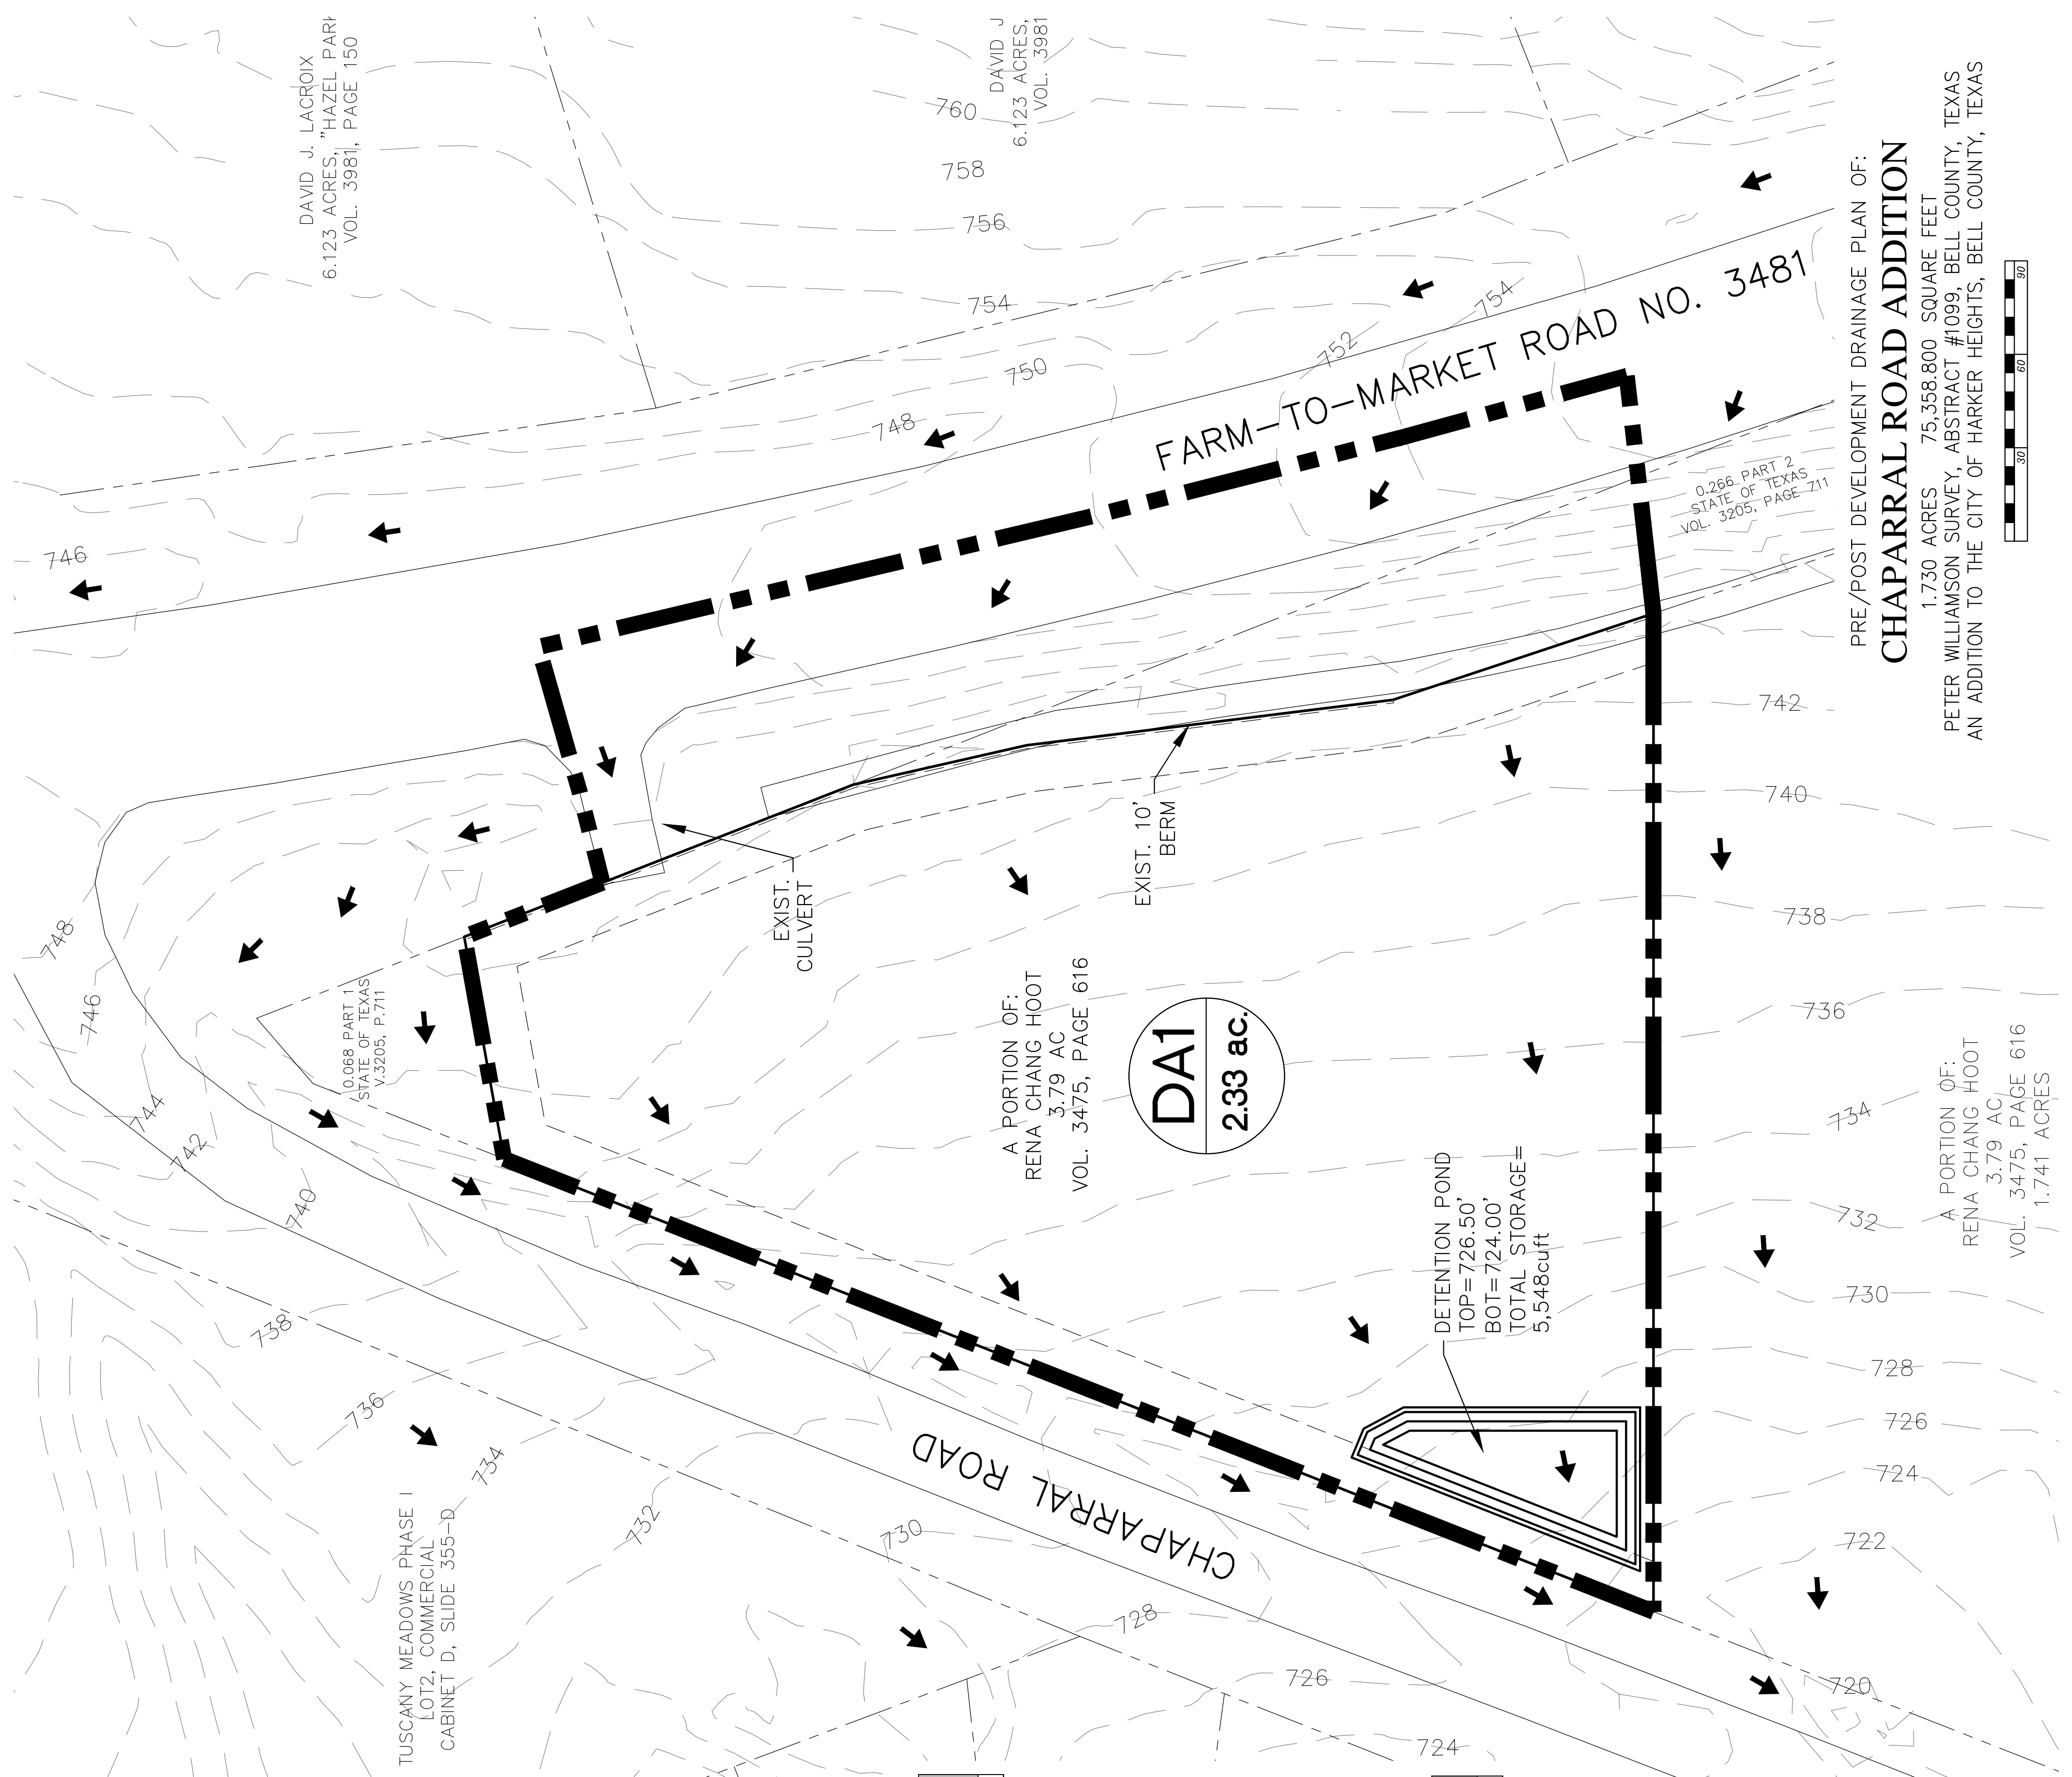 DAVID J. LACROIX
6.123 ACRES, "HAZEL PARK
VOL. 3981, PAGE 150
DAVID J
6.123 ACRES,
VOL. 3981
760
758
756
754
750
748
746
752
754
FARM-TO-MARKET ROAD NO. 3481
0.266 PART 2
STATE OF TEXAS
VOL. 3205, PAGE 711
PRE/POST DEVELOPMENT DRAINAGE PLAN OF:
CHAPARRAL ROAD ADDITION
1.730 ACRES 75,358.800 SQUARE FEET
PETER WILLIAMSON SURVEY, ABSTRACT #1099, BELL COUNTY, TEXAS
AN ADDITION TO THE CITY OF HARKER HEIGHTS, BELL COUNTY, TEXAS
30
60
90
EXIST.
CULVERT
EXIST. 10'
BERM
0.068 PART 1
STATE OF TEXAS
V.3205, P.711
A PORTION OF:
RENA CHANG HOOT
3.79 AC
VOL. 3475, PAGE 616
DA1
2.33 ac.
DETENTION POND
TOP=726.50'
BOT=724.00'
TOTAL STORAGE=
5,548cuft
A PORTION OF:
RENA CHANG HOOT
3.79 AC
VOL. 3475, PAGE 616
1.741 ACRES
742
740
738
736
734
732
730
728
726
724
722
720
748
746
744
742
740
738
736
734
732
730
728
726
724
CHAPARRAL ROAD
TUSCANY MEADOWS PHASE I
LOT2, COMMERCIAL
CABINET D, SLIDE 355-D